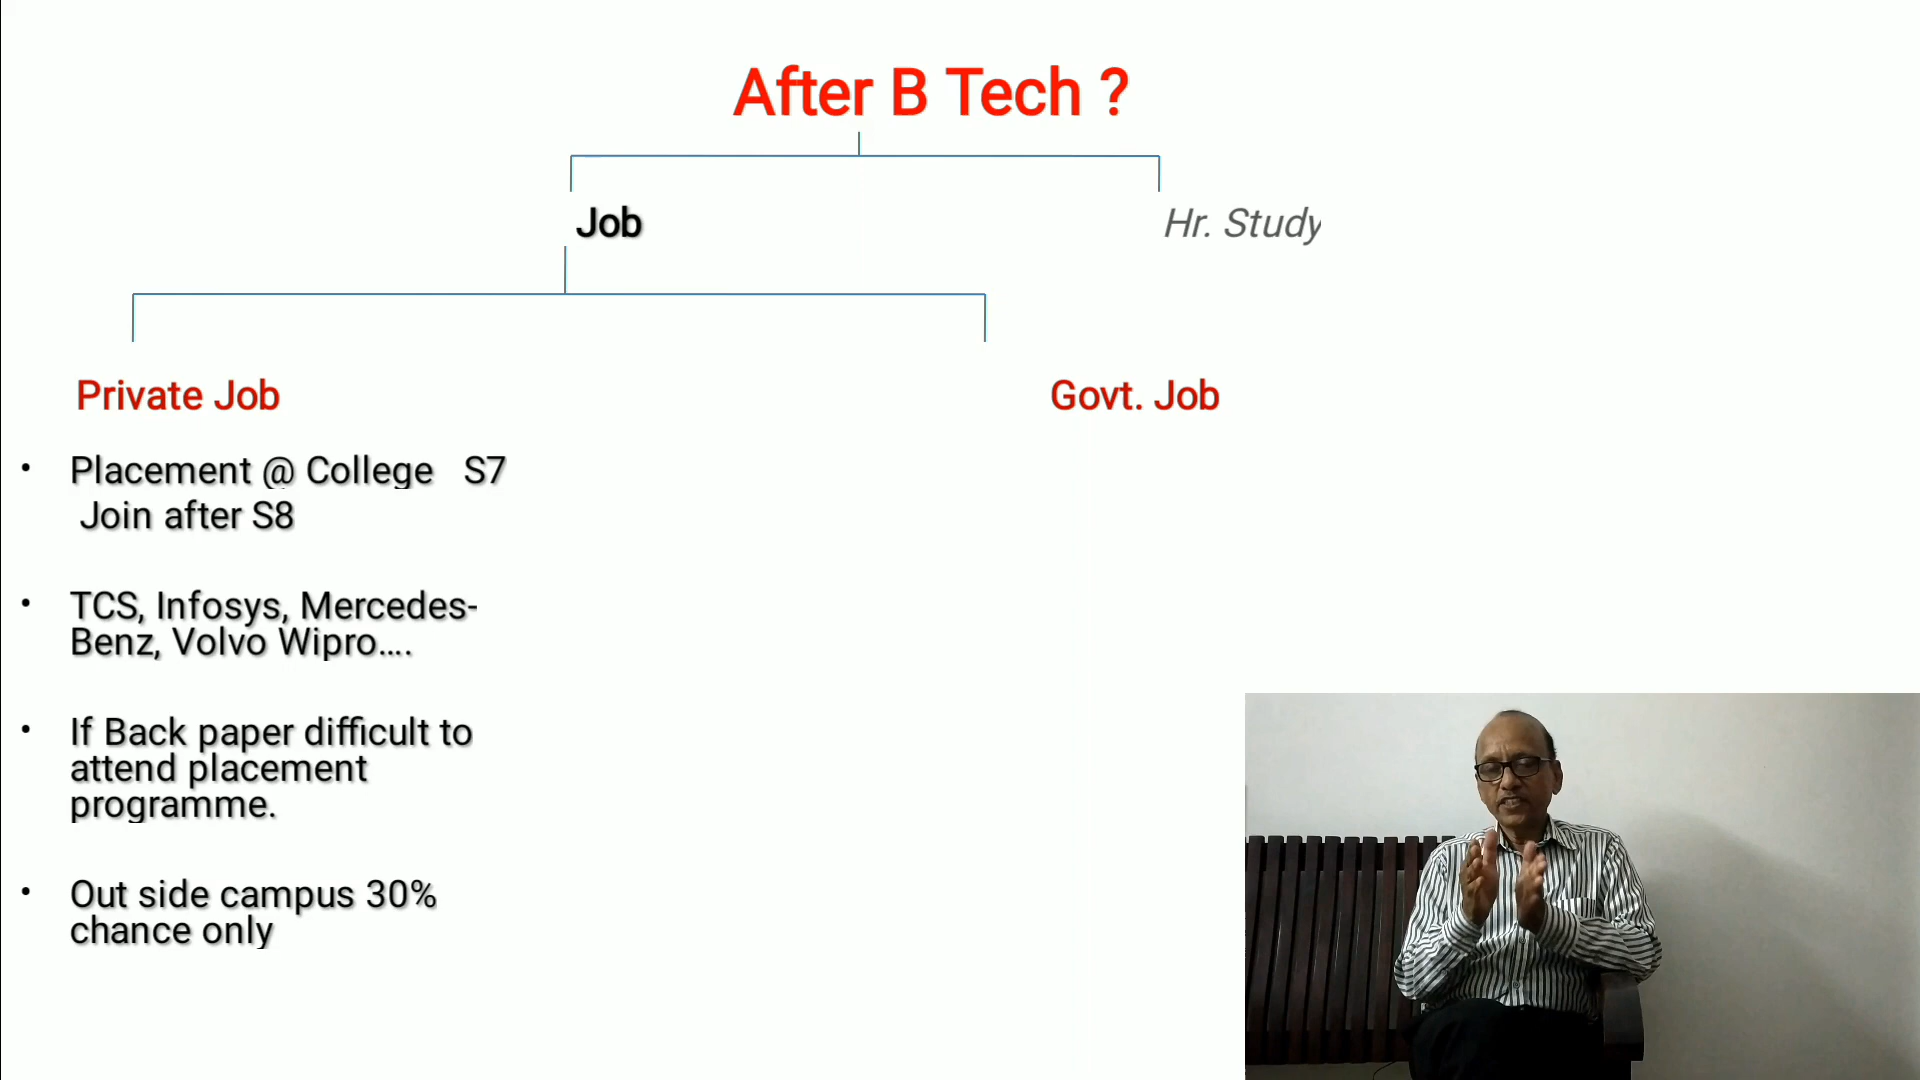 After B Tech ?
Job
Hr. Study
Private Job
Govt. Job
• Placement @ College S7
Join after S8
• TCS, Infosys, Mercedes-
Benz, Volvo Wipro....
• If Back paper difficult to
attend placement
programme.
• Out side campus 30%
chance only